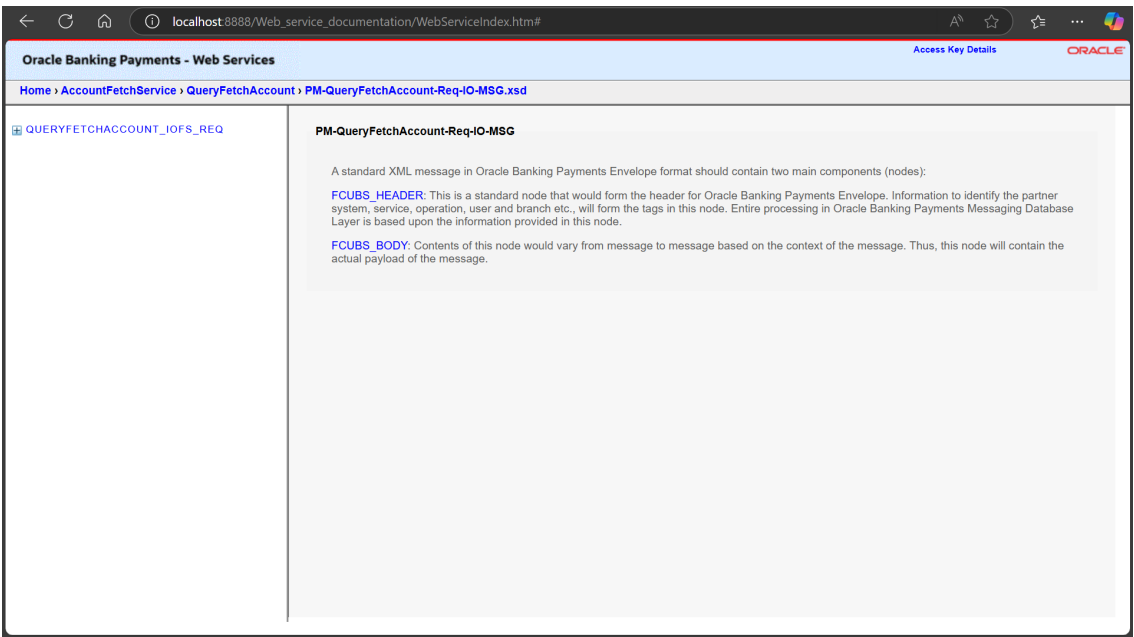 localhost:8888/Web_service_documentation/WebServiceIndex.htm#
Oracle Banking Payments - Web Services
Access Key Details
ORACLE
Home › AccountFetchService › QueryFetchAccount › PM-QueryFetchAccount-Req-IO-MSG.xsd
QUERYFETCHACCOUNT_IOFS_REQ
PM-QueryFetchAccount-Req-IO-MSG
A standard XML message in Oracle Banking Payments Envelope format should contain two main components (nodes):
FCUBS_HEADER: This is a standard node that would form the header for Oracle Banking Payments Envelope. Information to identify the partner
system, service, operation, user and branch etc., will form the tags in this node. Entire processing in Oracle Banking Payments Messaging Database
Layer is based upon the information provided in this node.
FCUBS_BODY: Contents of this node would vary from message to message based on the context of the message. Thus, this node will contain the
actual payload of the message.